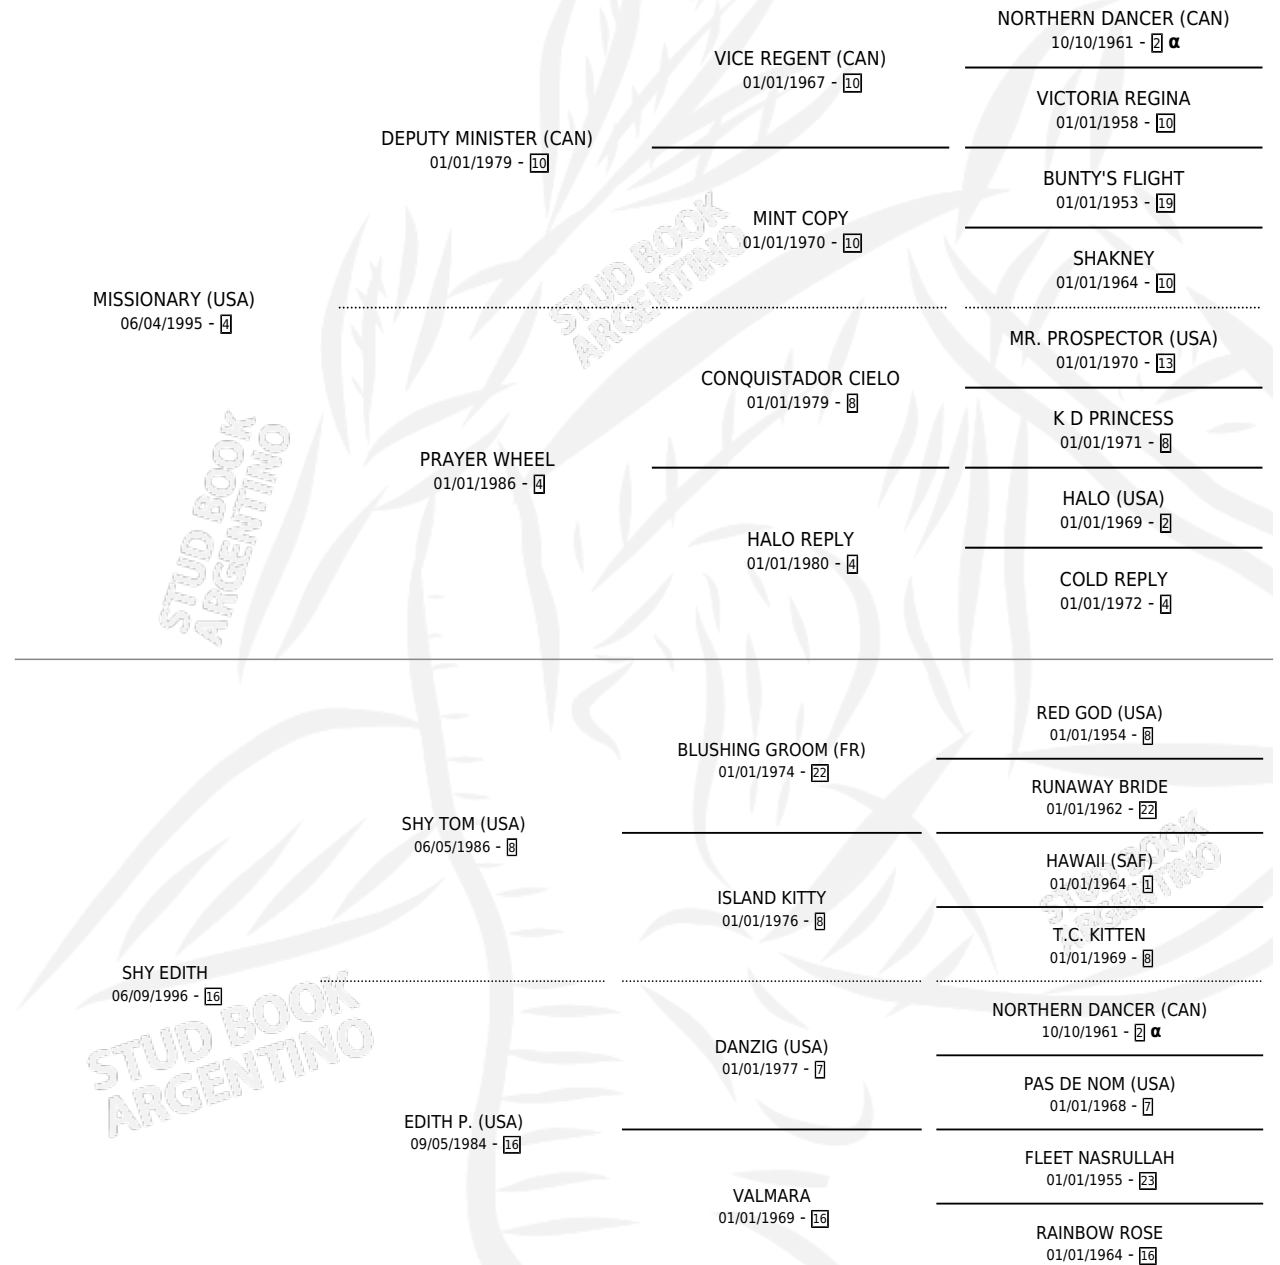 NORTHERN DANCER (CAN)
10/10/1961 - 2 α
VICE REGENT (CAN)
01/01/1967 - 10
VICTORIA REGINA
01/01/1958 - 10
DEPUTY MINISTER (CAN)
01/01/1979 - 10
BUNTY'S FLIGHT
01/01/1953 - 19
MINT COPY
01/01/1970 - 10
SHAKNEY
01/01/1964 - 10
MISSIONARY (USA)
06/04/1995 - 4
MR. PROSPECTOR (USA)
01/01/1970 - 13
CONQUISTADOR CIELO
01/01/1979 - 8
K D PRINCESS
01/01/1971 - 8
PRAYER WHEEL
01/01/1986 - 4
HALO (USA)
01/01/1969 - 2
HALO REPLY
01/01/1980 - 4
COLD REPLY
01/01/1972 - 4
RED GOD (USA)
01/01/1954 - 8
BLUSHING GROOM (FR)
01/01/1974 - 22
RUNAWAY BRIDE
01/01/1962 - 22
SHY TOM (USA)
06/05/1986 - 8
HAWAII (SAF)
01/01/1964 - 1
ISLAND KITTY
01/01/1976 - 8
T.C. KITTEN
01/01/1969 - 8
SHY EDITH
06/09/1996 - 16
NORTHERN DANCER (CAN)
10/10/1961 - 2 α
DANZIG (USA)
01/01/1977 - 7
PAS DE NOM (USA)
01/01/1968 - 7
EDITH P. (USA)
09/05/1984 - 16
FLEET NASRULLAH
01/01/1955 - 23
VALMARA
01/01/1969 - 16
RAINBOW ROSE
01/01/1964 - 16
STUD BOOK
ARGENTINO
STUD BOOK
ARGENTINO
STUD BOOK
ARGENTINO
STUD BOOK
ARGENTINO